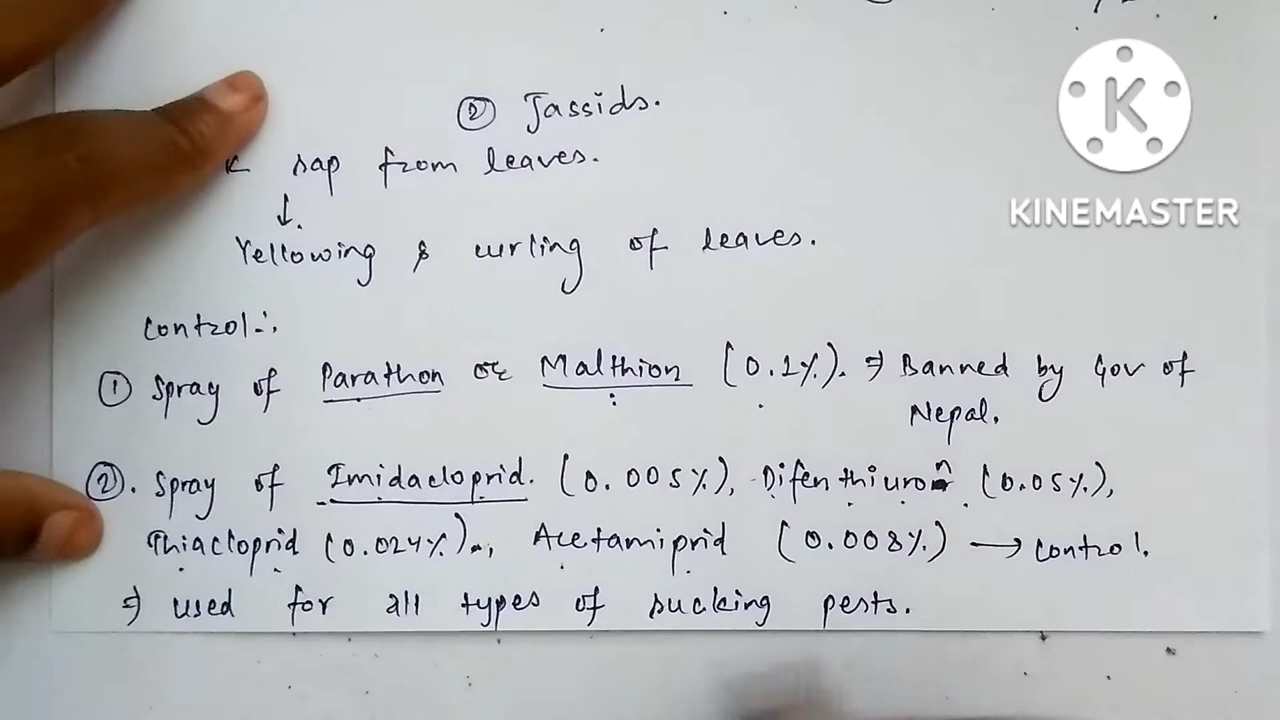 ② Jassids.
sap from leaves.
↓
Yellowing & curling of leaves.
Control:-
① Spray of Parathon or Malthion (0.1%). ⇒ Banned by Gov of
Nepal.
②. Spray of Imidacloprid. (0.005%), Difenthiuron (0.05%),
Thiacloprid (0.024%)., Acetamiprid (0.008%) → control.
⇒ used for all types of sucking pests.
K
KINEMASTER